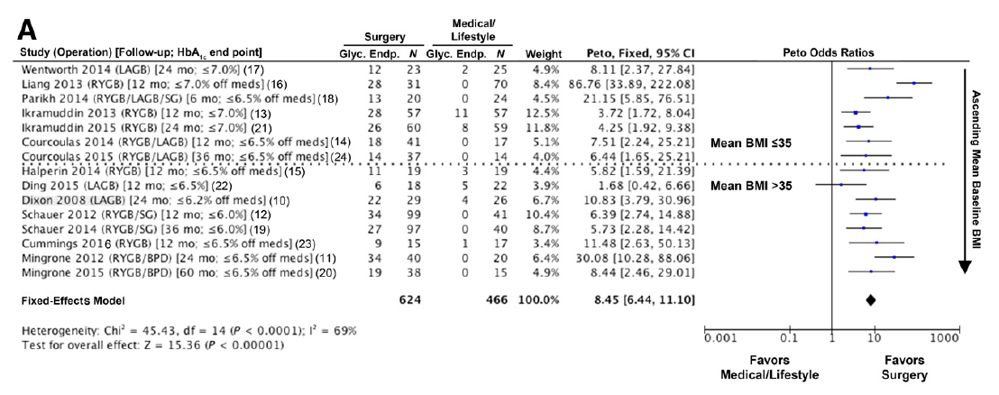 A
Surgery Medical/
Lifestyle
Study (Operation) [Follow-up; HbA1c end point] Glyc. Endp. N Glyc. Endp. N Weight Peto, Fixed, 95% CI Peto Odds Ratios
Wentworth 2014 (LAGB) [24 mo; ≤7.0%] (17) 12 23 2 25 4.9% 8.11 [2.37, 27.84]
Liang 2013 (RYGB) [12 mo; ≤7.0% off meds] (16) 28 31 0 70 8.4% 86.76 [33.89, 222.08]
Parikh 2014 (RYGB/LAGB/SG) [6 mo; ≤6.5% off meds] (18) 13 20 0 24 4.5% 21.15 [5.85, 76.51]
Ikramuddin 2013 (RYGB) [12 mo; ≤7.0%] (13) 28 57 11 57 12.5% 3.72 [1.72, 8.04]
Ikramuddin 2015 (RYGB) [24 mo; ≤7.0%] (21) 26 60 8 59 11.8% 4.25 [1.92, 9.38]
Courcoulas 2014 (RYGB/LAGB) [12 mo; ≤6.5% off meds] (14) 18 41 0 17 5.1% 7.51 [2.24, 25.21] Mean BMI ≤35
Courcoulas 2015 (RYGB) [36 mo; ≤6.5% off meds] (24) 14 37 0 14 4.0% 6.44 [1.65, 25.21]
Halperin 2014 (RYGB) [12 mo; ≤6.5% off meds] (15) 11 19 3 19 4.4% 5.82 [1.59, 21.39]
Ding 2015 (LAGB) [12 mo; ≤6.5%] (22) 6 18 5 22 3.9% 1.68 [0.42, 6.66] Mean BMI >35
Dixon 2008 (LAGB) [24 mo; ≤6.2% off meds] (10) 22 29 4 26 6.7% 10.83 [3.79, 30.96]
Schauer 2012 (RYGB/SG) [12 mo; ≤6.0%] (12) 34 99 0 41 10.4% 6.39 [2.74, 14.88]
Schauer 2014 (RYGB/SG) [36 mo; ≤6.0%] (19) 27 97 0 40 8.7% 5.73 [2.28, 14.42]
Cummings 2016 (RYGB) [12 mo; ≤6.5% off meds] (23) 9 15 1 17 3.4% 11.48 [2.63, 50.13]
Mingrone 2012 (RYGB/BPD) [24 mo; ≤6.5% off meds] (11) 34 40 0 20 6.4% 30.08 [10.28, 88.06]
Mingrone 2015 (RYGB/BPD) [60 mo; ≤6.5% off meds] (20) 19 38 0 15 4.9% 8.44 [2.46, 29.01]
Ascending Mean Baseline BMI
Fixed-Effects Model 624 466 100.0% 8.45 [6.44, 11.10]
Heterogeneity: Chi² = 45.43, df = 14 (P < 0.0001); I² = 69%
Test for overall effect: Z = 15.36 (P < 0.00001)
0.001 0.1 1 10 1000
Favors
Medical/Lifestyle
Favors
Surgery